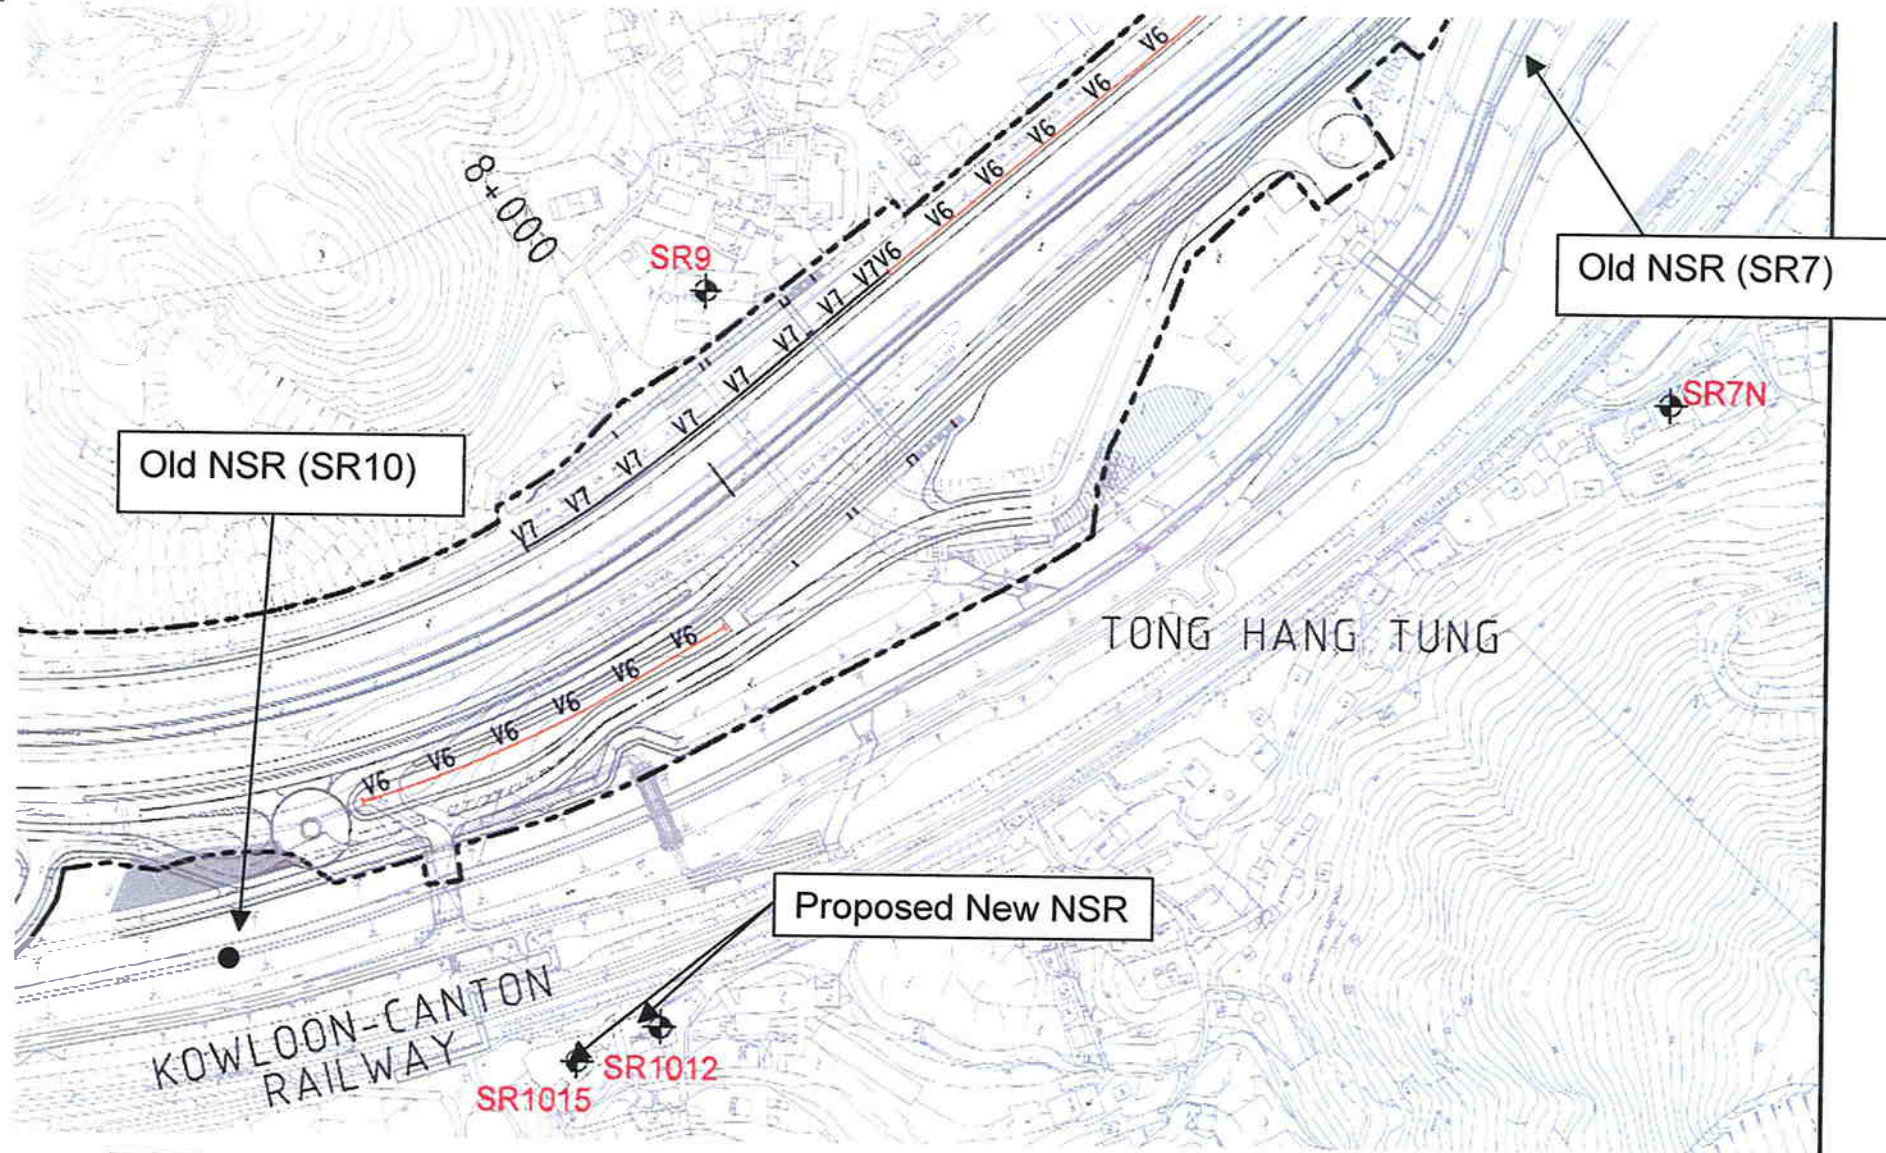 V6
V6
V6
V6
V6
V7V6
V7
V7
V7
V7
V7
V7
V7
8+000
SR9
Old NSR (SR7)
SR7N
Old NSR (SR10)
TONG HANG TUNG
V6
V6
V6
V6
V6
V6
Proposed New NSR
KOWLOON-CANTON
RAILWAY
SR1012
SR1015